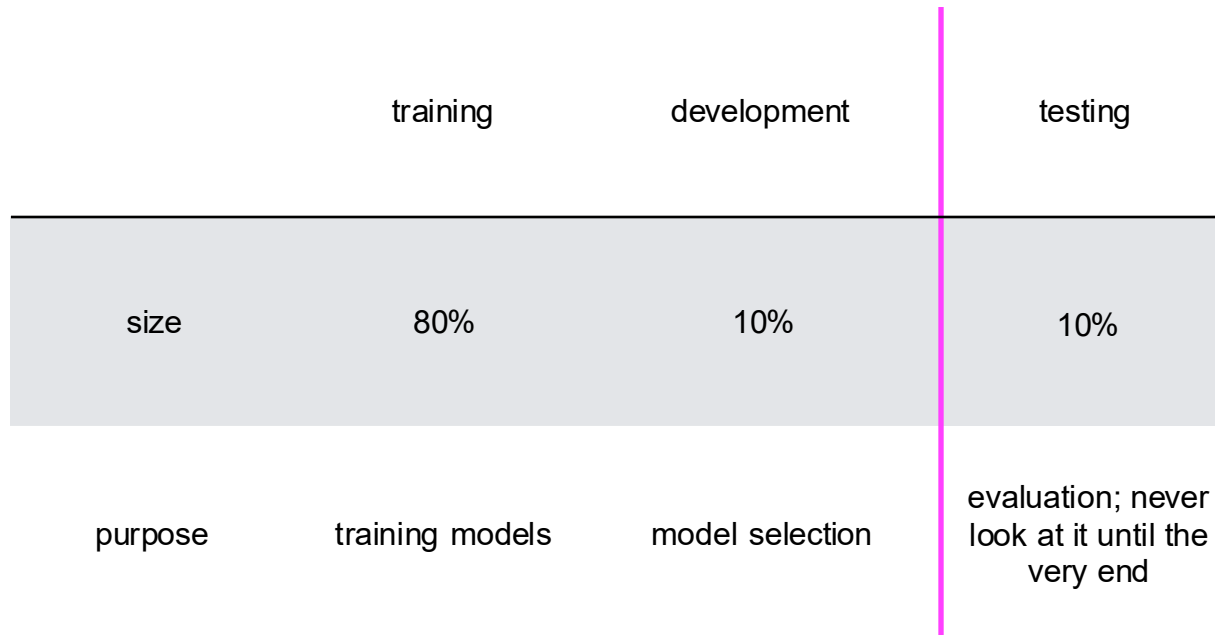 training development testing
size 80% 10% 10%
purpose training models model selection evaluation; never
look at it until the
very end